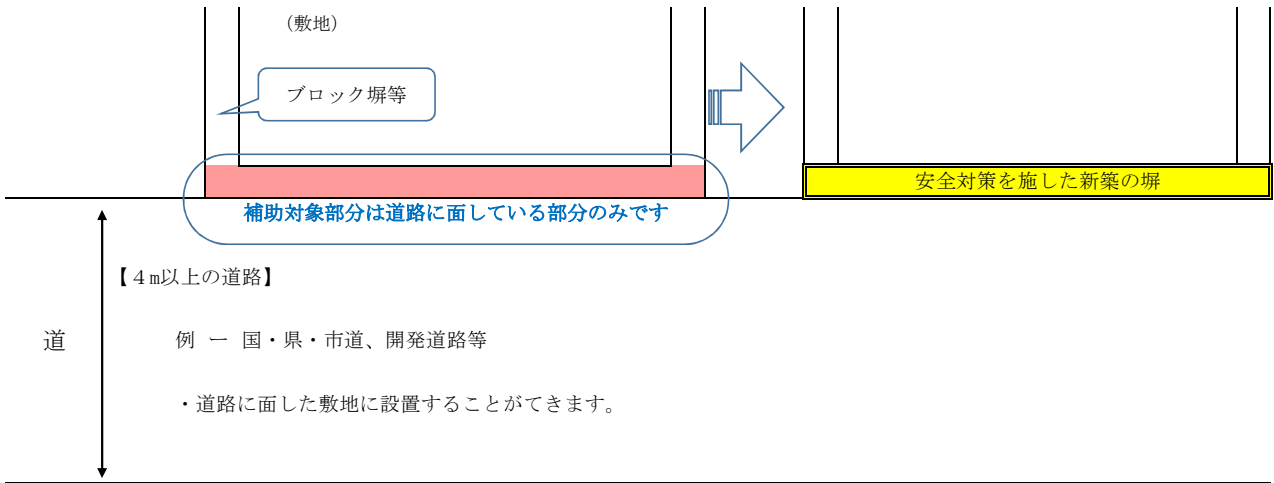 （敷地）
ブロック塀等
安全対策を施した新築の塀
補助対象部分は道路に面している部分のみです
【４ｍ以上の道路】
道
例 ー 国・県・市道、開発道路等
・道路に面した敷地に設置することがてきます。